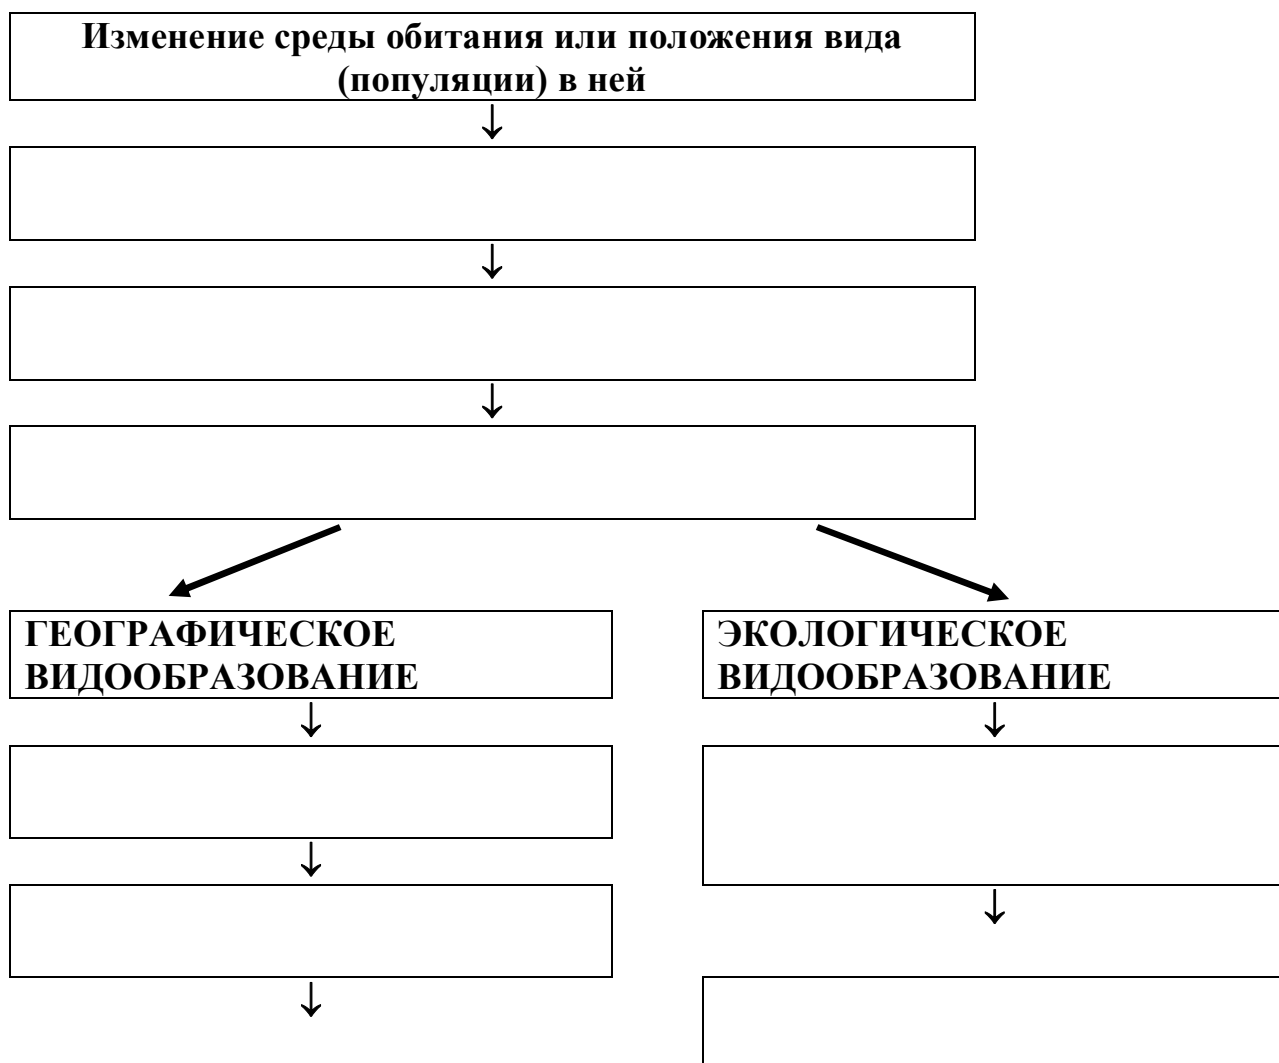 Изменение среды обитания или положения вида
(популяции) в ней
ГЕОГРАФИЧЕСКОЕ
ВИДООБРАЗОВАНИЕ
ЭКОЛОГИЧЕСКОЕ
ВИДООБРАЗОВАНИЕ